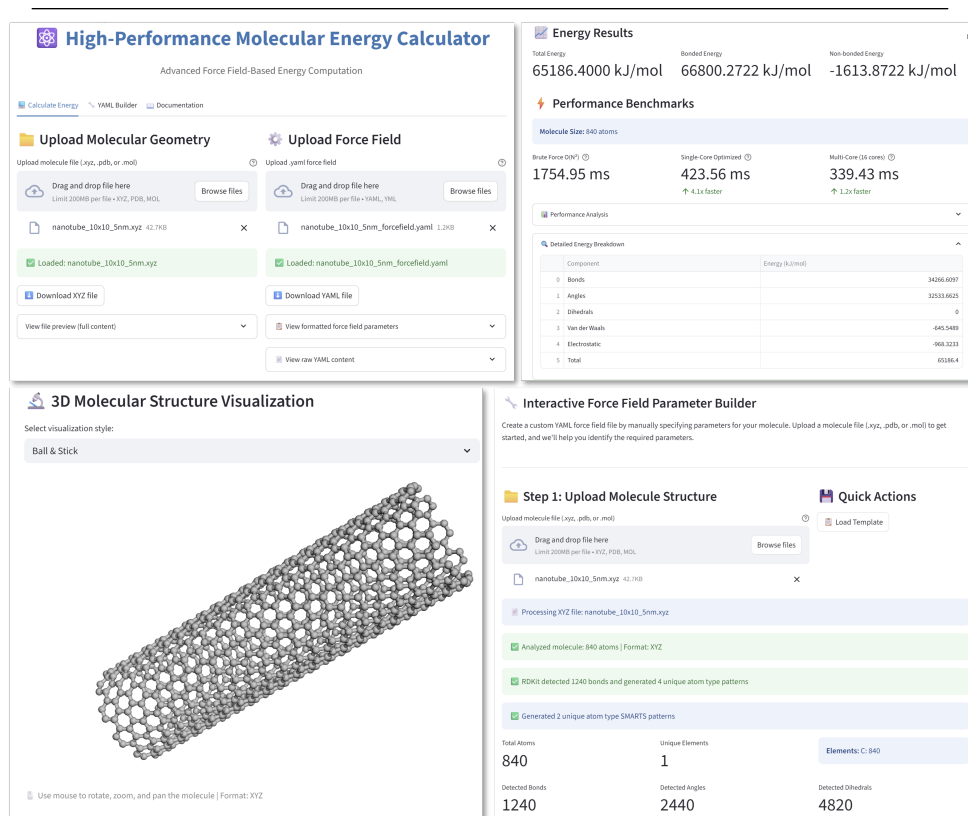 High-Performance Molecular Energy Calculator
Advanced Force Field-Based Energy Computation
Calculate Energy YAML Builder Documentation
Upload Molecular Geometry
Upload molecule file (.xyz, .pdb, or .mol)
Drag and drop file here
Limit 200MB per file • XYZ, PDB, MOL
Browse files
nanotube_10x10_5nm.xyz 42.7KB
Loaded: nanotube_10x10_5nm.xyz
Download XYZ file
View file preview (full content)
Upload Force Field
Upload .yaml force field
Drag and drop file here
Limit 200MB per file • YAML, YML
Browse files
nanotube_10x10_5nm_forcefield.yaml 1.2KB
Loaded: nanotube_10x10_5nm_forcefield.yaml
Download YAML file
View formatted force field parameters
View raw YAML content
Energy Results
Total Energy Bonded Energy Non-bonded Energy
65186.4000 kJ/mol 66800.2722 kJ/mol -1613.8722 kJ/mol
Performance Benchmarks
Molecule Size: 840 atoms
Brute Force O(N²) Single-Core Optimized Multi-Core (16 cores)
1754.95 ms 423.56 ms 339.43 ms
↑ 4.1x faster ↑ 1.2x faster
Performance Analysis
Detailed Energy Breakdown
Component Energy (kJ/mol)
0 Bonds 34266.6097
1 Angles 32533.6625
2 Dihedrals 0
3 Van der Waals -645.5489
4 Electrostatic -968.3233
5 Total 65186.4
3D Molecular Structure Visualization
Select visualization style:
Ball & Stick
Use mouse to rotate, zoom, and pan the molecule | Format: XYZ
Interactive Force Field Parameter Builder
Create a custom YAML force field file by manually specifying parameters for your molecule. Upload a molecule file (.xyz, .pdb, or .mol) to get
started, and we'll help you identify the required parameters.
Step 1: Upload Molecule Structure
Upload molecule file (.xyz, .pdb, or .mol)
Drag and drop file here
Limit 200MB per file • XYZ, PDB, MOL
Browse files
nanotube_10x10_5nm.xyz 42.7KB
Quick Actions
Load Template
Processing XYZ file: nanotube_10x10_5nm.xyz
Analyzed molecule: 840 atoms | Format: XYZ
RDKit detected 1240 bonds and generated 4 unique atom type patterns
Generated 2 unique atom type SMARTS patterns
Total Atoms Unique Elements
840 1
Elements: C: 840
Detected Bonds Detected Angles Detected Dihedrals
1240 2440 4820